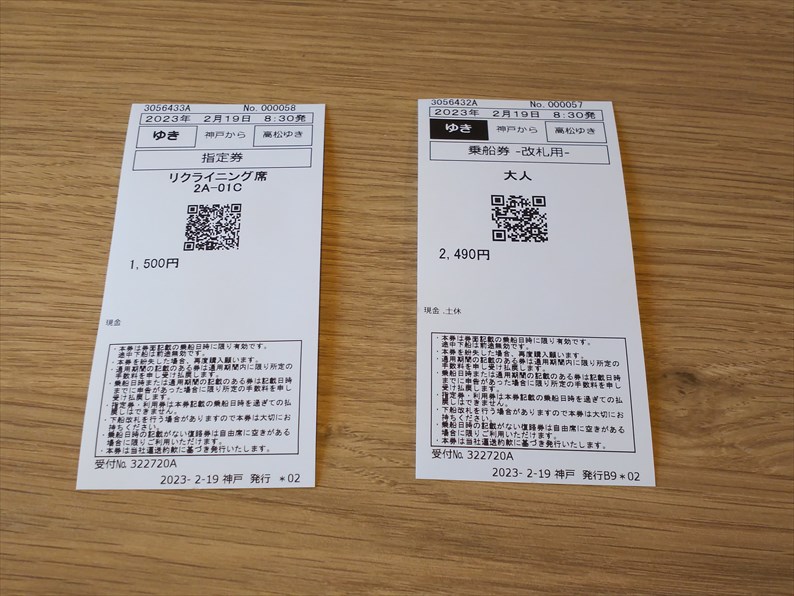 3056433A No. 000058
2023年 2月19日 8:30発
ゆき 神戸から 高松ゆき
指定券
リクライニング席
2A-01C
1,500円
現金
・本券は券面記載の乗船日時に限り有効です。
途中下船は前途無効です。
・本券を紛失した場合、再度購入願います。
・通用期間の記載のある券は通用期間内に限り所定の
手数料を申し受け払戻します。
・乗船日時または通用期間の記載のある券は記載日時
までに申告があった場合に限り所定の手数料を申し
受け払戻します。
・指定券・利用券は本券記載の乗船日時を過ぎての払
戻しはできません。
・下船改札を行う場合がありますので本券は大切にお
持ちください。
・乗船日時の記載がない復路券は自由席に空きがある
場合に限りご利用いただけます。
・本券は当社運送約款に基づき発行いたします。
受付No. 322720A
2023- 2-19 神戸 発行 *02
3056432A No. 000057
2023年 2月19日 8:30発
ゆき 神戸から 高松ゆき
乗船券 -改札用-
大人
2,490円
現金 .土休
・本券は券面記載の乗船日時に限り有効です。
途中下船は前途無効です。
・本券を紛失した場合、再度購入願います。
・通用期間の記載のある券は通用期間内に限り所定の
手数料を申し受け払戻します。
・乗船日時または通用期間の記載のある券は記載日時
までに申告があった場合に限り所定の手数料を申し
受け払戻します。
・指定券・利用券は本券記載の乗船日時を過ぎての払
戻しはできません。
・下船改札を行う場合がありますので本券は大切にお
持ちください。
・乗船日時の記載がない復路券は自由席に空きがある
場合に限りご利用いただけます。
・本券は当社運送約款に基づき発行いたします。
受付No. 322720A
2023- 2-19 神戸 発行B9*02